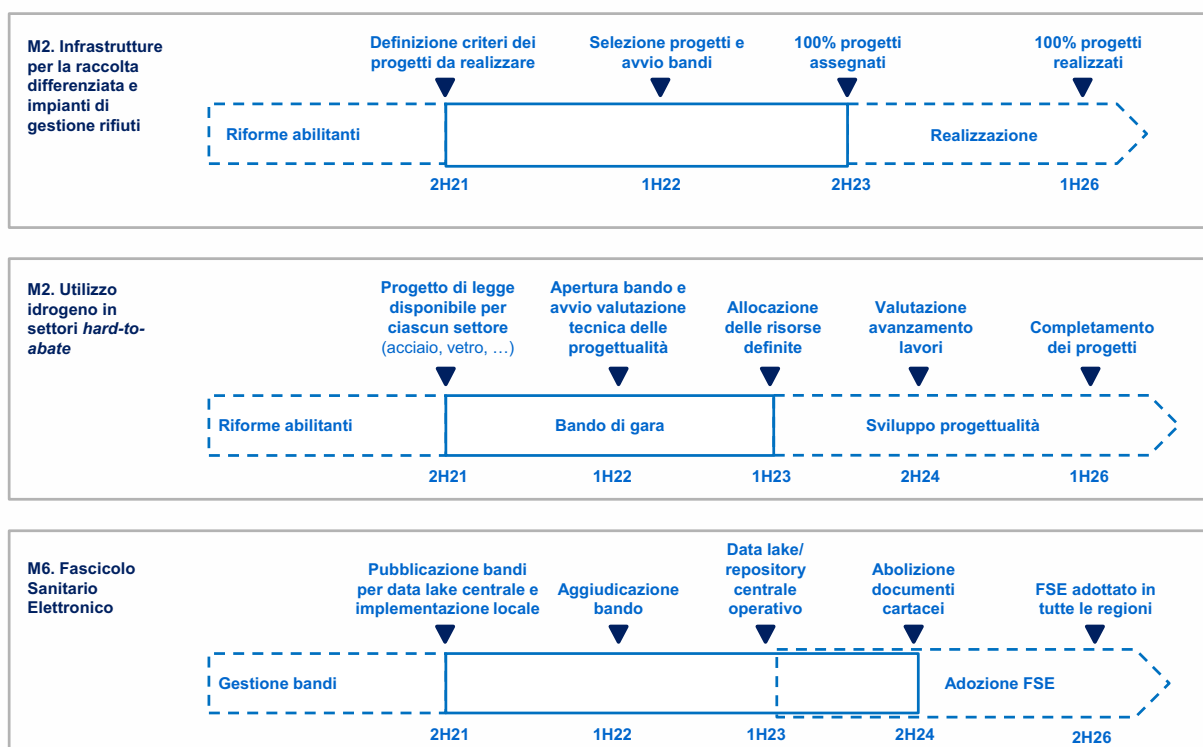 M2. Infrastrutture
per la raccolta
differenziata e
impianti di
gestione rifiuti
Definizione criteri dei
progetti da realizzare
Selezione progetti e
avvio bandi
100% progetti
assegnati
100% progetti
realizzati
Riforme abilitanti
Realizzazione
2H21
1H22
2H23
1H26
M2. Utilizzo
idrogeno in
settori hard-to-
abate
Progetto di legge
disponibile per
ciascun settore
(acciaio, vetro, …)
Apertura bando e
avvio valutazione
tecnica delle
progettualità
Allocazione
delle risorse
definite
Valutazione
avanzamento
lavori
Completamento
dei progetti
Riforme abilitanti
Bando di gara
Sviluppo progettualità
2H21
1H22
1H23
2H24
1H26
M6. Fascicolo
Sanitario
Elettronico
Pubblicazione bandi
per data lake centrale e
implementazione locale
Aggiudicazione
bando
Data lake/
repository
centrale
operativo
Abolizione
documenti
cartacei
FSE adottato in
tutte le regioni
Gestione bandi
Adozione FSE
2H21
1H22
1H23
2H24
2H26